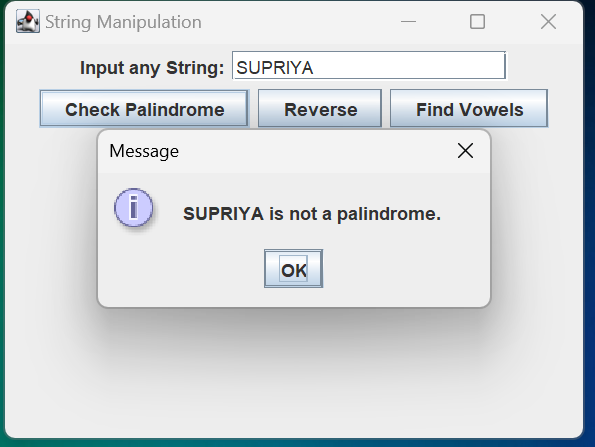 String Manipulation
Input any String: SUPRIYA
Check Palindrome Reverse Find Vowels
Message
i
SUPRIYA is not a palindrome.
OK